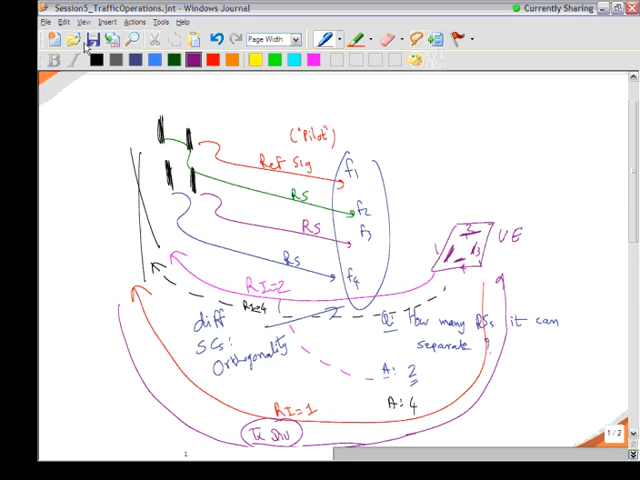 Session5_TrafficOperations.jnt - Windows Journal
Currently Sharing
File Edit View Insert Actions Tools Help
Page Width
B I
("Pilot")
Ref Sig
f1
RS
f2
RS
f3
RS
f4
1 2 3 4
UE
RI=2
RI=4
diff
SCs:
Orthogonality
Q: How many RSs it can
separate?
A: 2
A: 4
RI=1
Tx Div
1
1 / 2